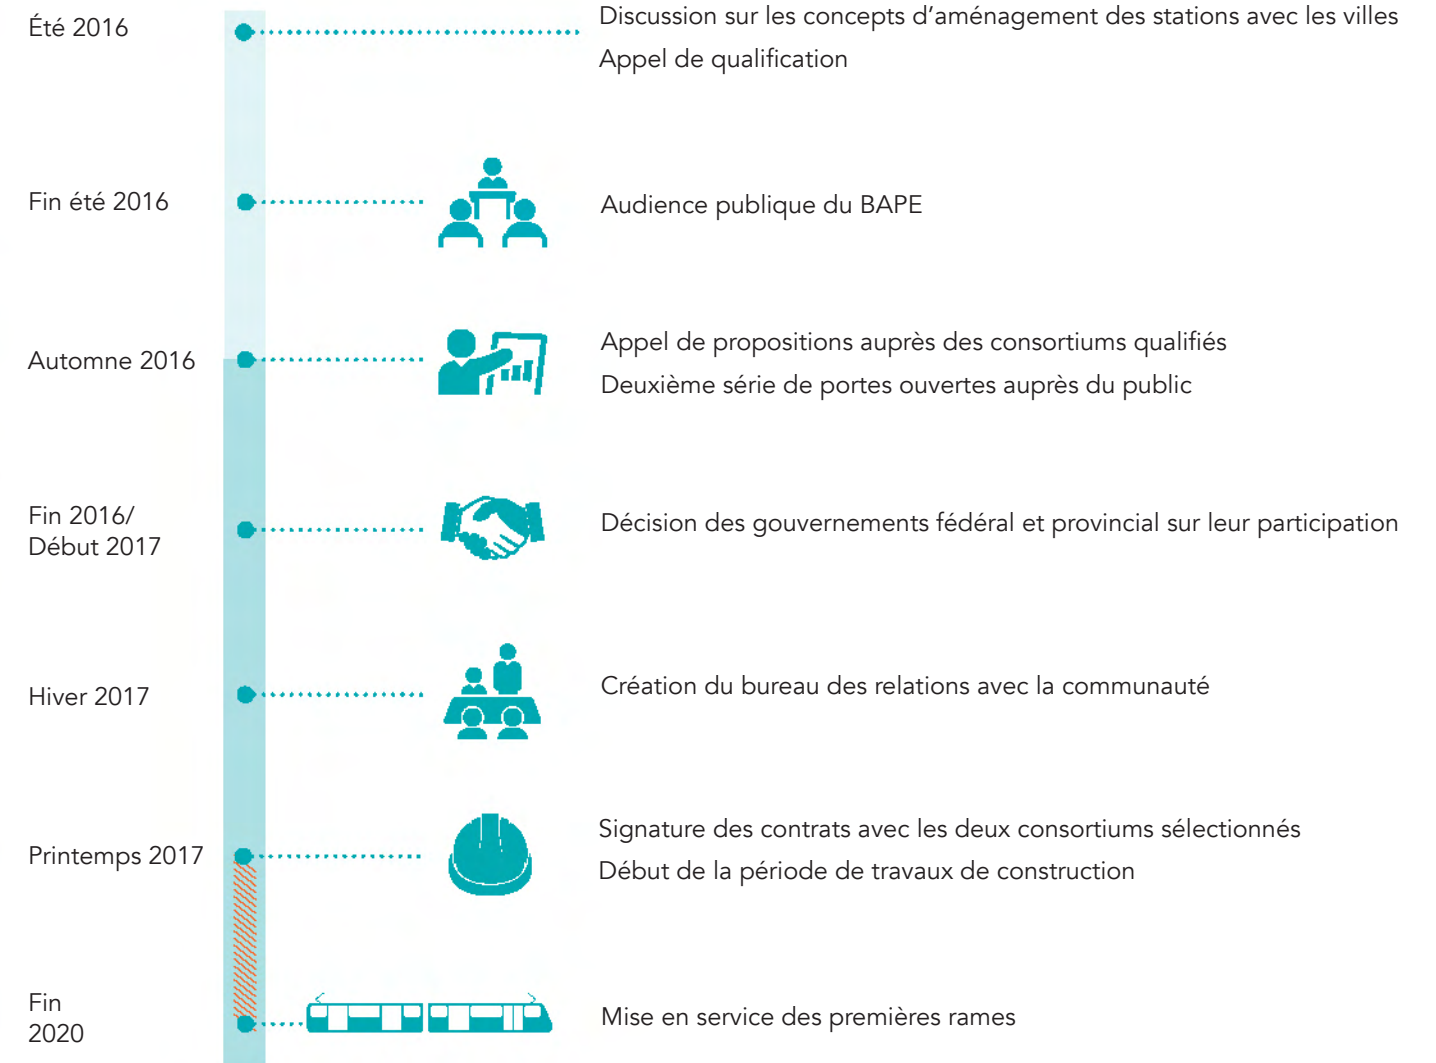 Été 2016
Discussion sur les concepts d’aménagement des stations avec les villes
Appel de qualification
Fin été 2016
Audience publique du BAPE
Automne 2016
Appel de propositions auprès des consortiums qualifiés
Deuxième série de portes ouvertes auprès du public
Fin 2016/
Début 2017
Décision des gouvernements fédéral et provincial sur leur participation
Hiver 2017
Création du bureau des relations avec la communauté
Printemps 2017
Signature des contrats avec les deux consortiums sélectionnés
Début de la période de travaux de construction
Fin
2020
Mise en service des premières rames